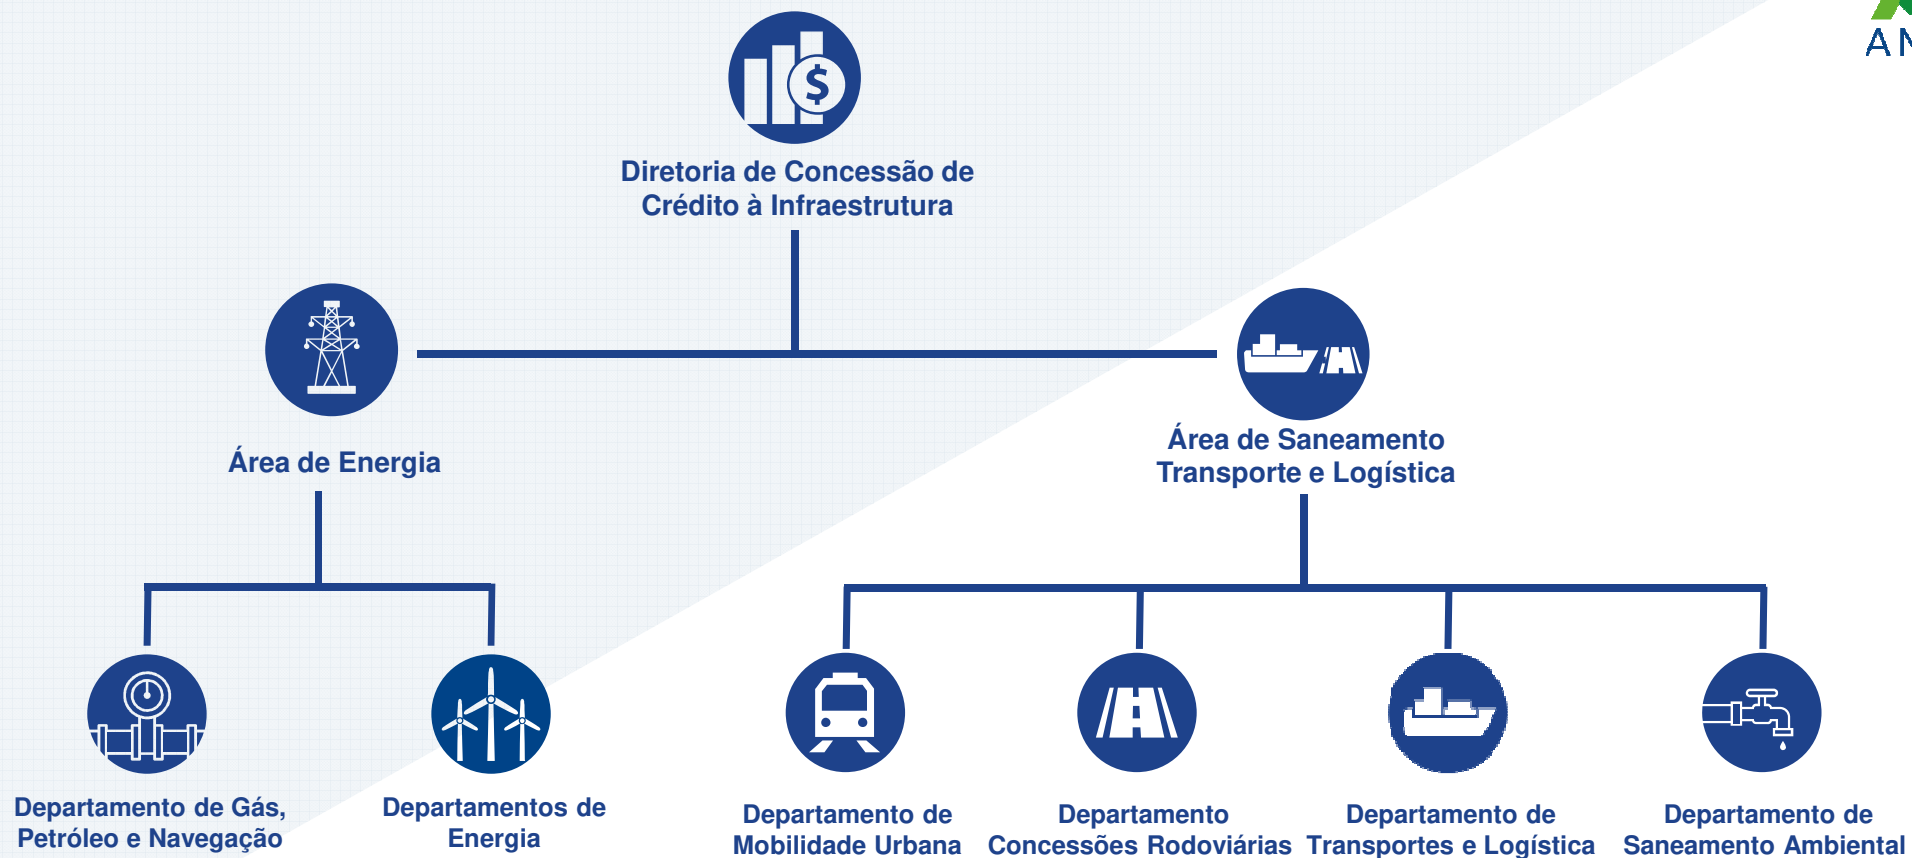 $
Diretoria de Concessão de
Crédito à Infraestrutura
Área de Energia
Área de Saneamento
Transporte e Logística
Departamento de Gás,
Petróleo e Navegação
Departamentos de
Energia
Departamento de
Mobilidade Urbana
Departamento
Concessões Rodoviárias
Departamento de
Transportes e Logística
Departamento de
Saneamento Ambiental